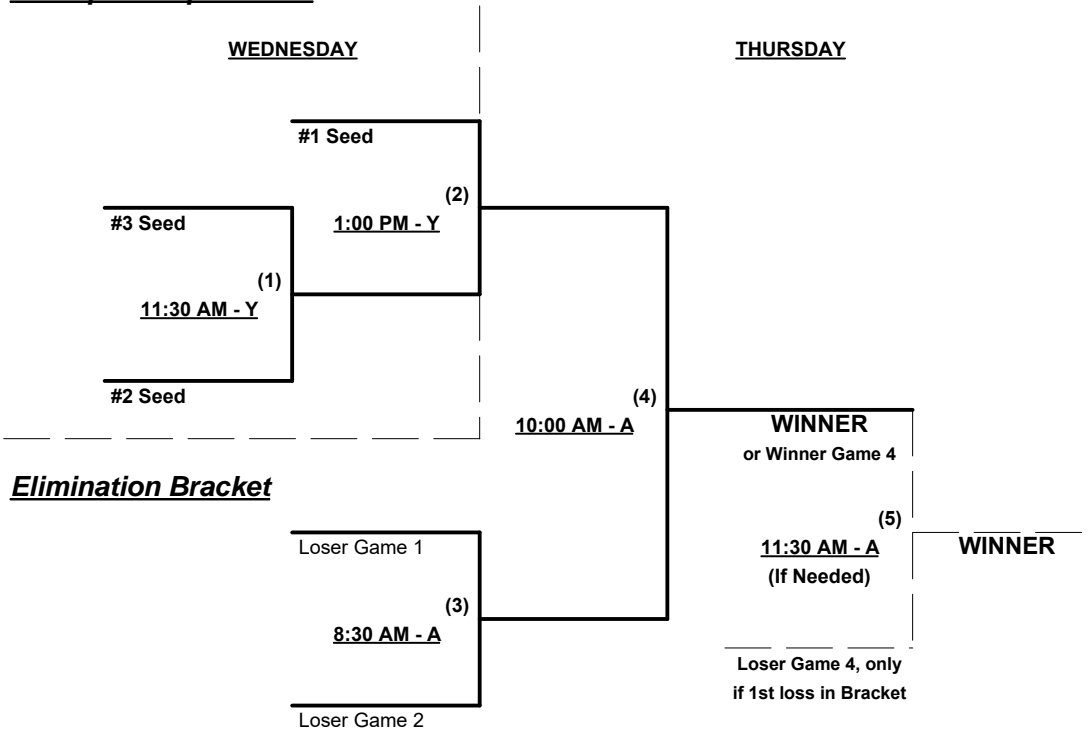 WEDNESDAY
THURSDAY
#1 Seed
(2)
1:00 PM - Y
#3 Seed
(1)
11:30 AM - Y
#2 Seed
(4)
10:00 AM - A
WINNER
or Winner Game 4
Elimination Bracket
(5)
11:30 AM - A
(If Needed)
WINNER
Loser Game 1
(3)
8:30 AM - A
Loser Game 4, only
if 1st loss in Bracket
Loser Game 2